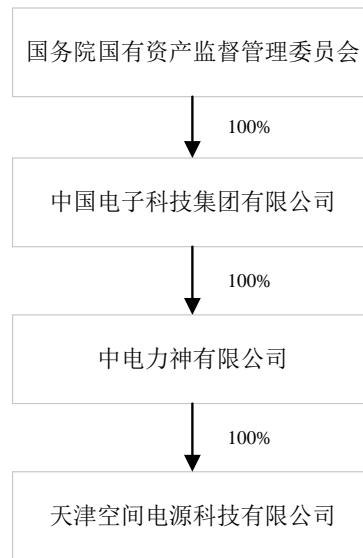 国务院国有资产监督管理委员会
100%
中国电子科技集团有限公司
100%
中电力神有限公司
100%
天津空间电源科技有限公司